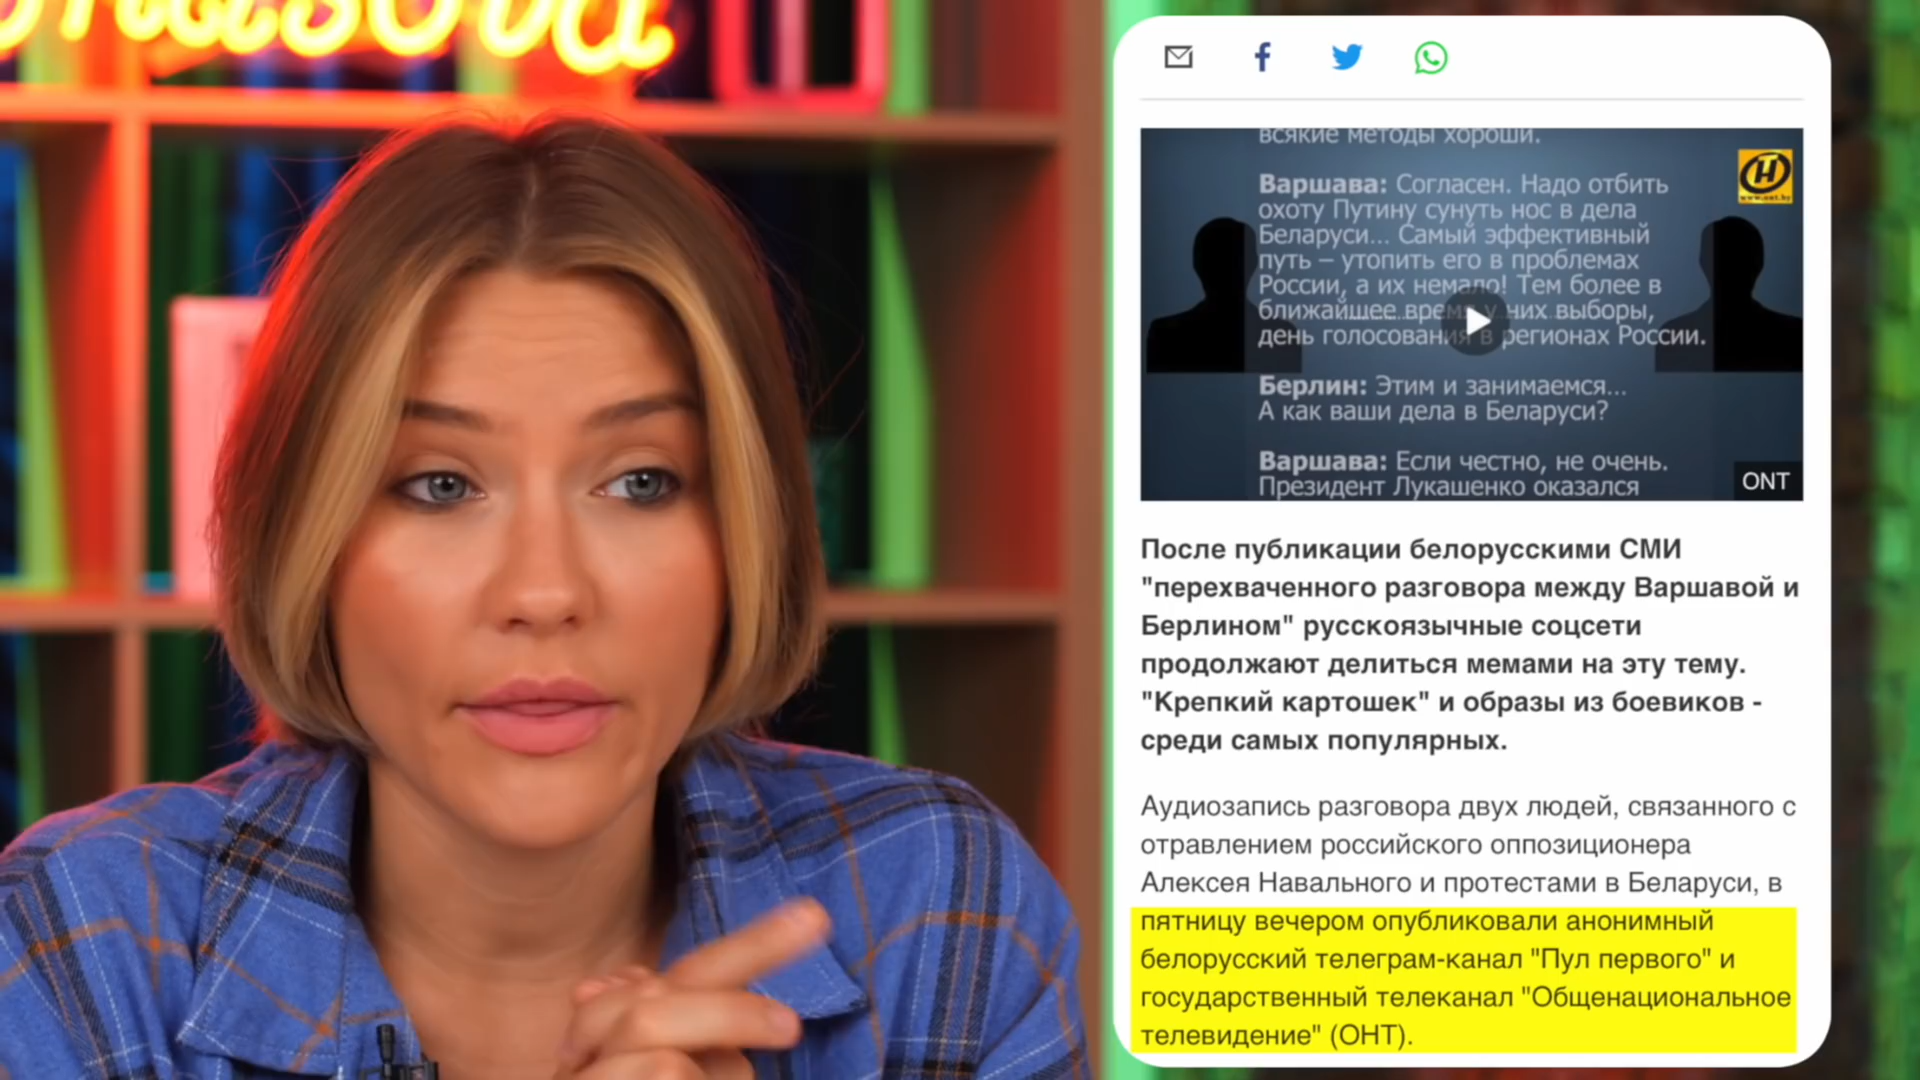 всякие методы хороши.
Варшава: Согласен. Надо отбить
охоту Путину сунуть нос в дела
Беларуси... Самый эффективный
путь – утопить его в проблемах
России, а их немало! Тем более в
ближайшее время у них выборы,
день голосования в регионах России.
Берлин: Этим и занимаемся...
А как ваши дела в Беларуси?
Варшава: Если честно, не очень.
Президент Лукашенко оказался
www.ont.by
ONT
После публикации белорусскими СМИ
"перехваченного разговора между Варшавой и
Берлином" русскоязычные соцсети
продолжают делиться мемами на эту тему.
"Крепкий картошек" и образы из боевиков -
среди самых популярных.
Аудиозапись разговора двух людей, связанного с
отравлением российского оппозиционера
Алексея Навального и протестами в Беларуси, в
пятницу вечером опубликовали анонимный
белорусский телеграм-канал "Пул первого" и
государственный телеканал "Общенациональное
телевидение" (ОНТ).